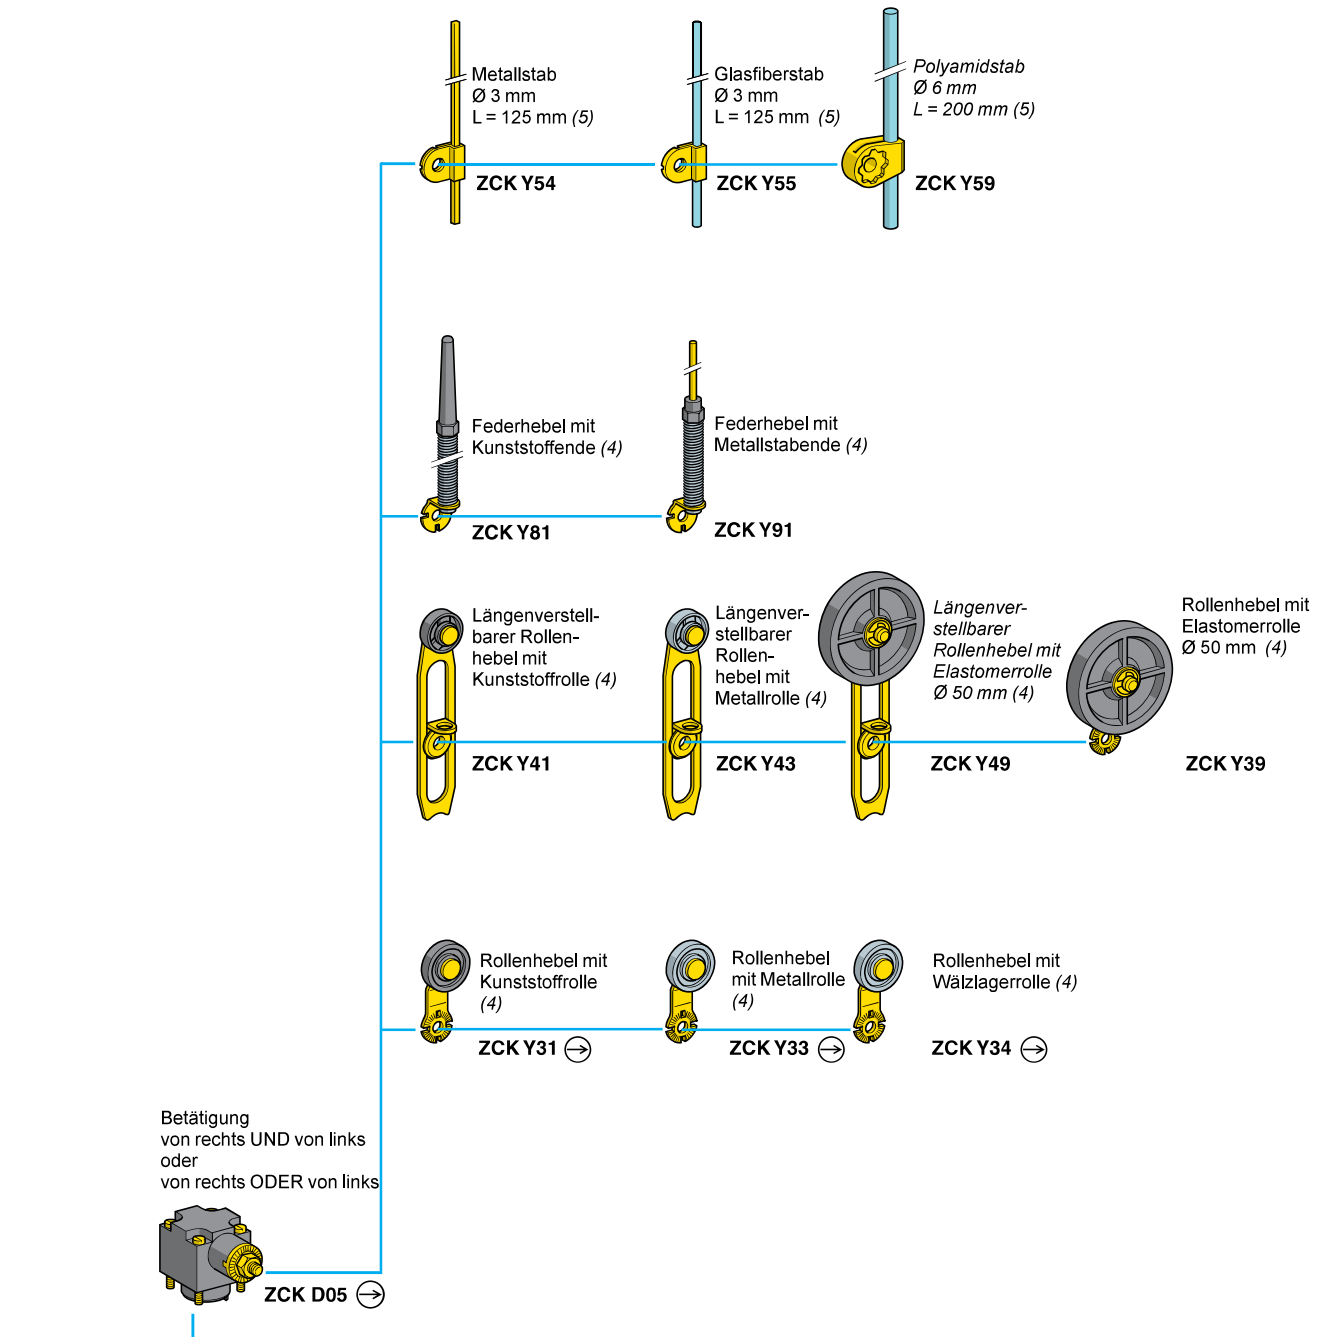 Metallstab
Ø 3 mm
L = 125 mm (5)
ZCK Y54
Glasfiberstab
Ø 3 mm
L = 125 mm (5)
ZCK Y55
Polyamidstab
Ø 6 mm
L = 200 mm (5)
ZCK Y59
Federhebel mit
Kunststoffende (4)
ZCK Y81
Federhebel mit
Metallstabende (4)
ZCK Y91
Längenverstell-
barer Rollen-
hebel mit
Kunststoffrolle (4)
ZCK Y41
Längenver-
stellbarer
Rollen-
hebel mit
Metallrolle (4)
ZCK Y43
Längenver-
stellbarer
Rollenhebel mit
Elastomerrolle
Ø 50 mm (4)
ZCK Y49
Rollenhebel mit
Elastomerrolle
Ø 50 mm (4)
ZCK Y39
Rollenhebel mit
Kunststoffrolle
(4)
ZCK Y31
Rollenhebel
mit Metallrolle
(4)
ZCK Y33
Rollenhebel mit
Wälzlagerrolle (4)
ZCK Y34
Betätigung
von rechts UND von links
oder
von rechts ODER von links
ZCK D05